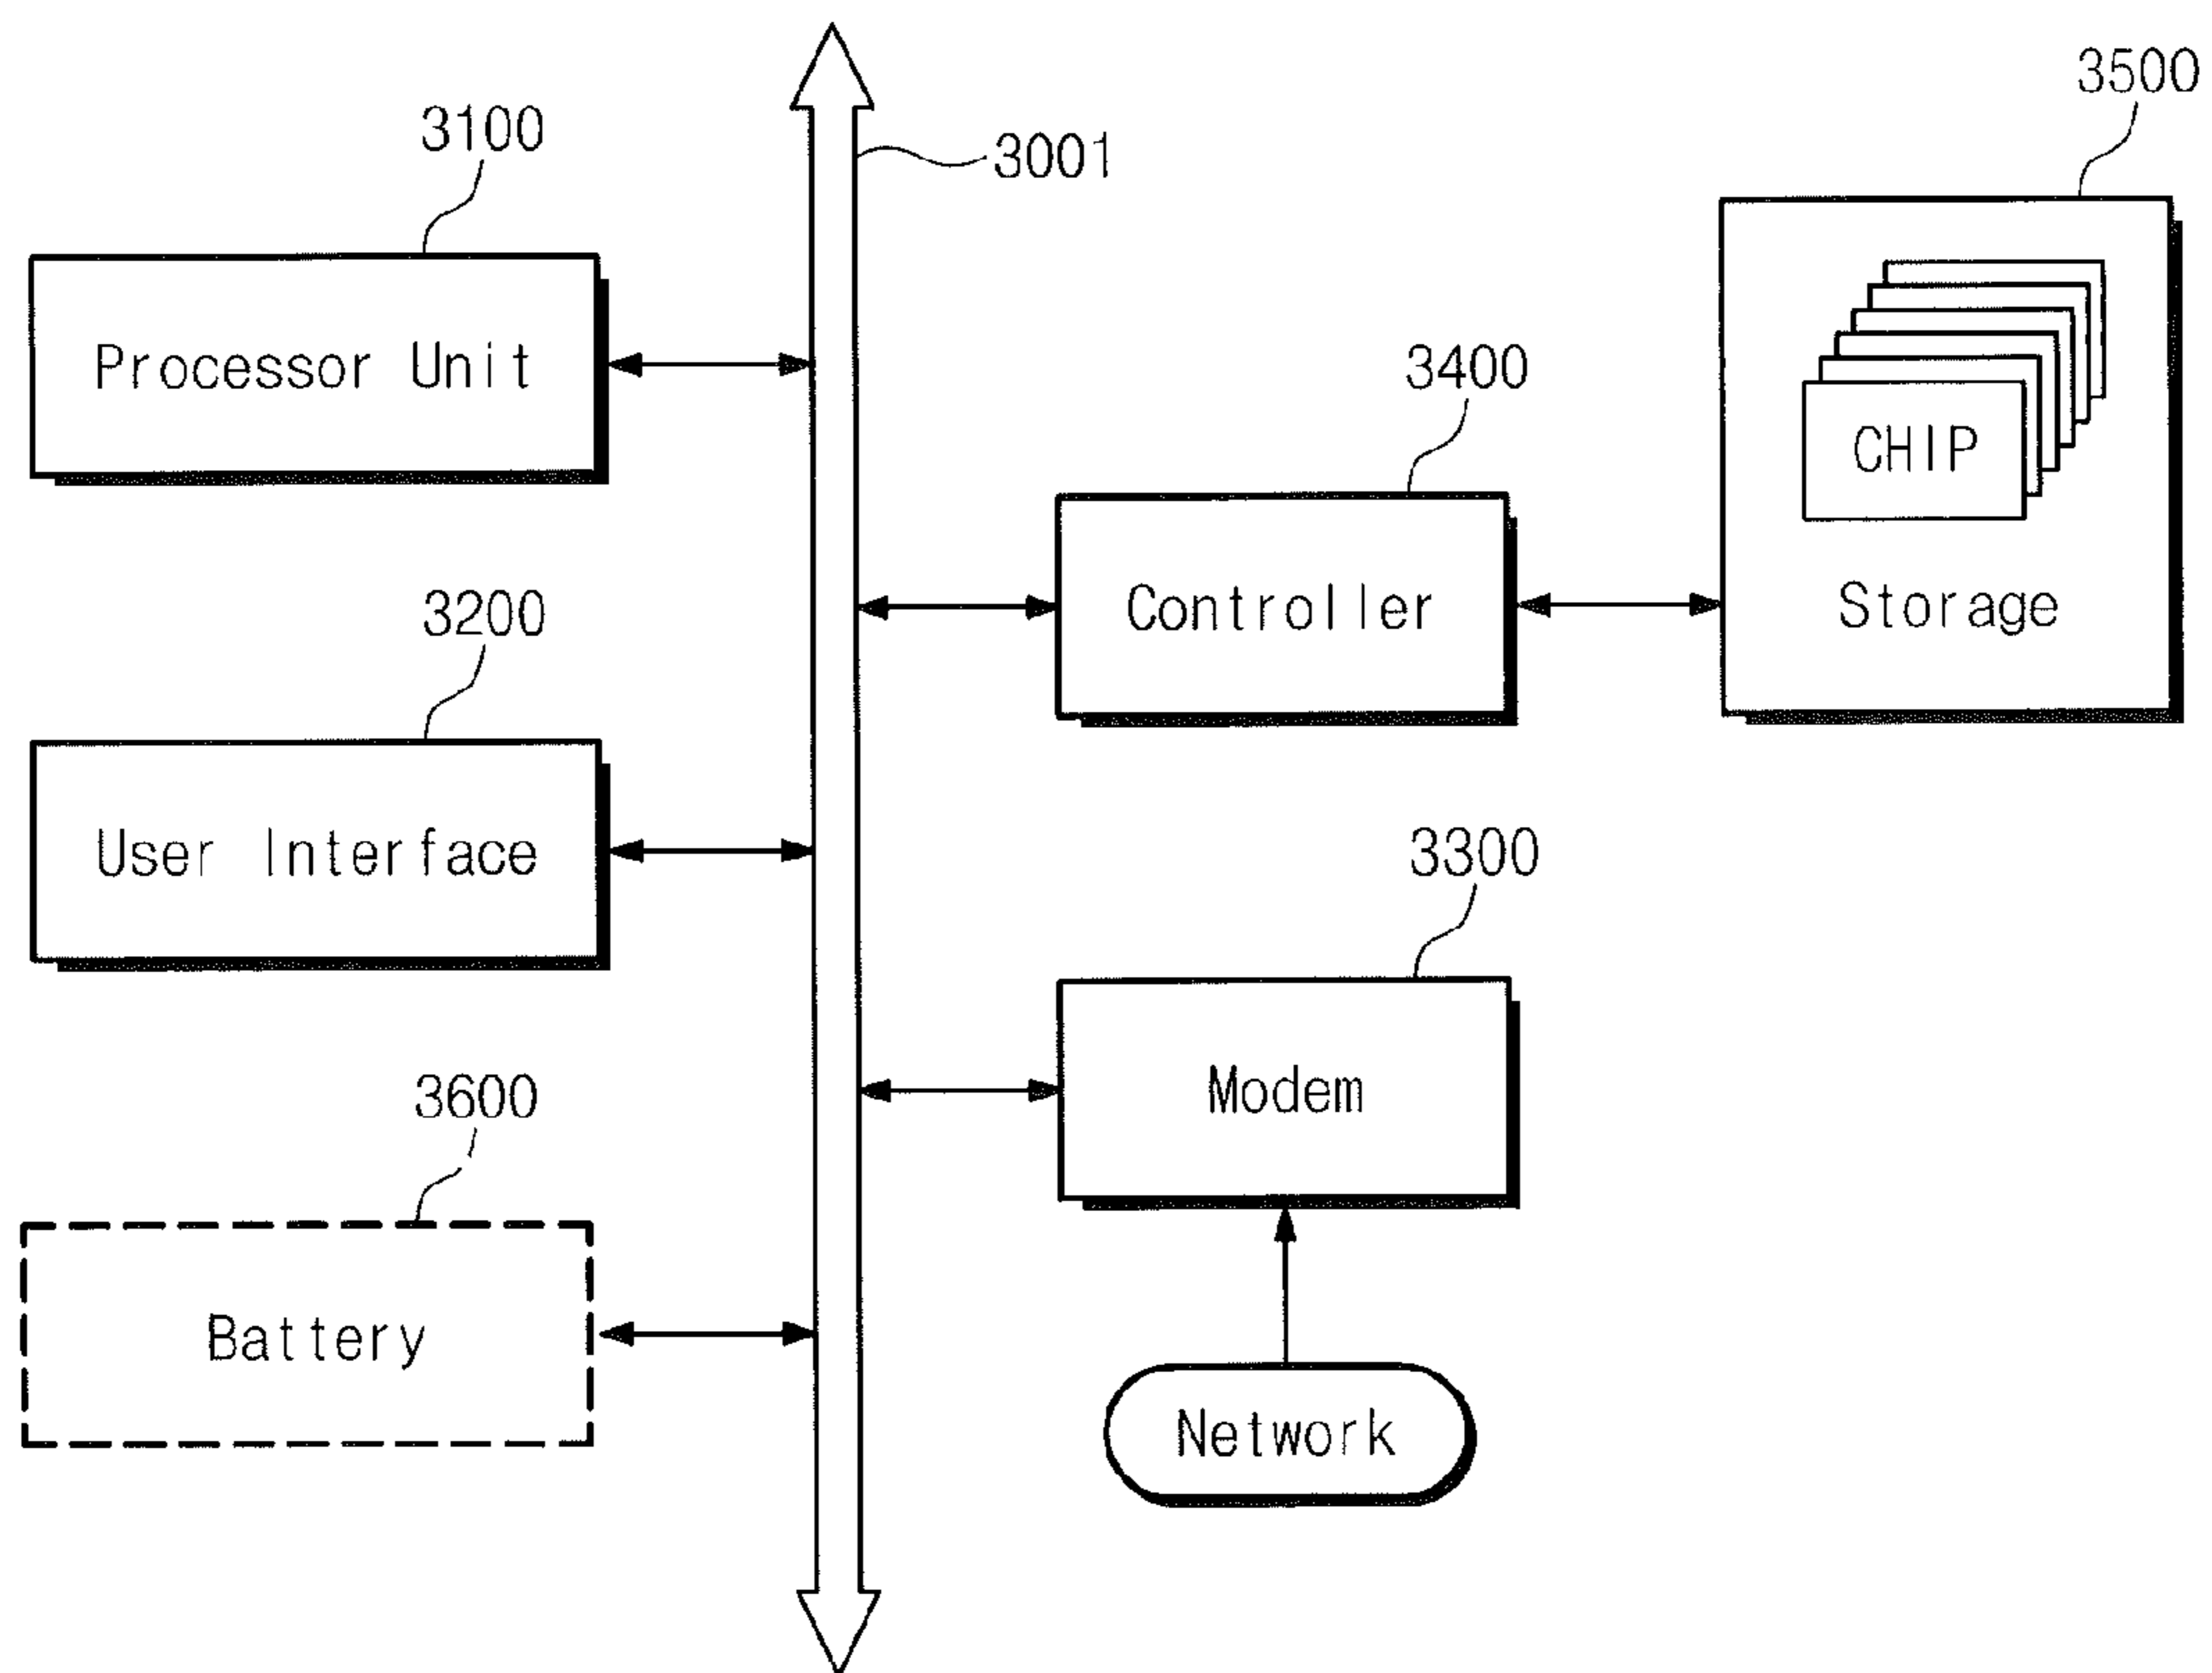 3500
3100
3001
Processor Unit
3400
CHIP
3200
Controller
Storage
User Interface
3300
3600
Modem
Battery
Network